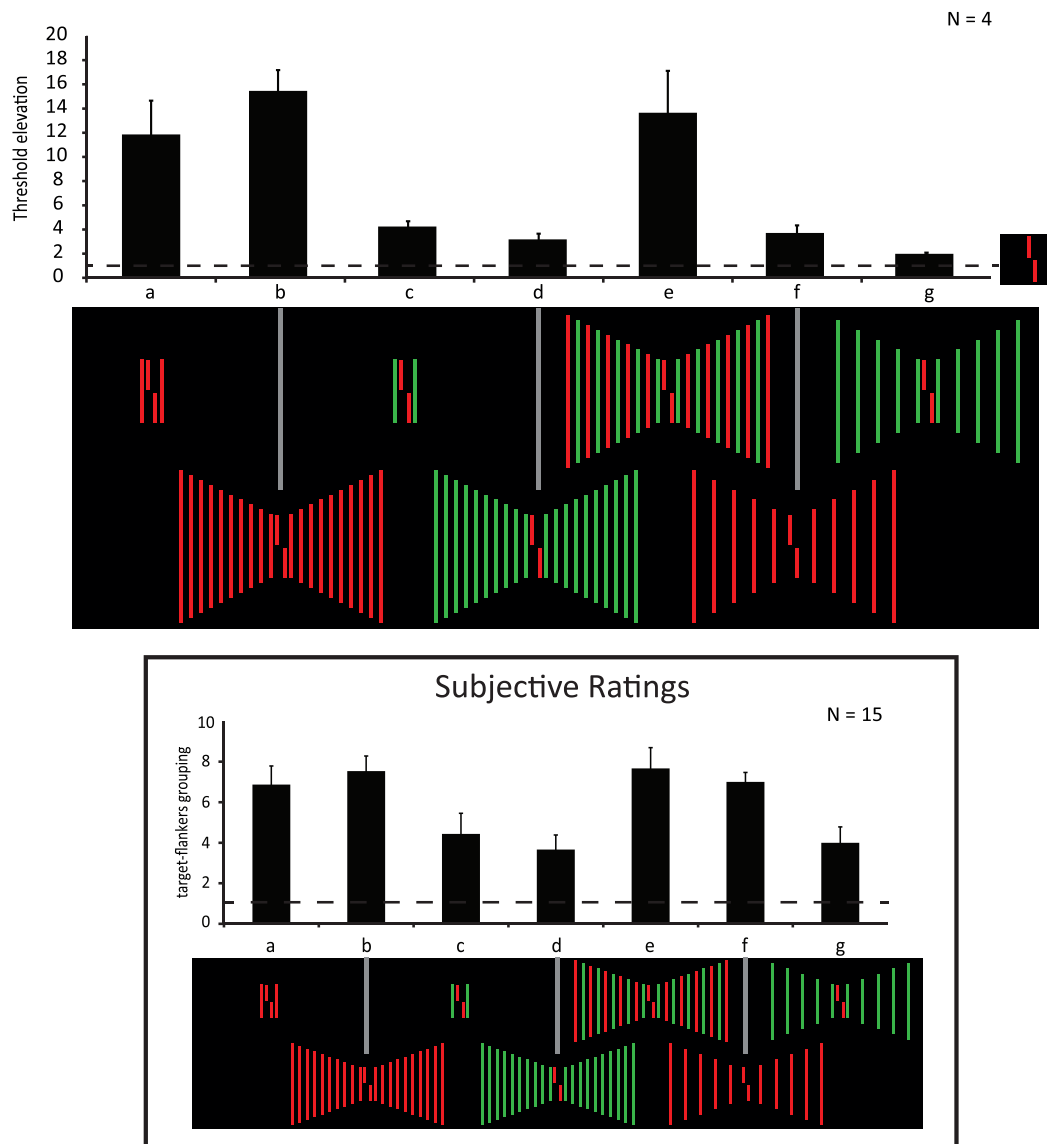 N = 4
Threshold elevation
20
18
16
14
12
10
8
6
4
2
0
a b c d e f g
Subjective Ratings
N = 15
target-flankers grouping
10
8
6
4
2
0
a b c d e f g